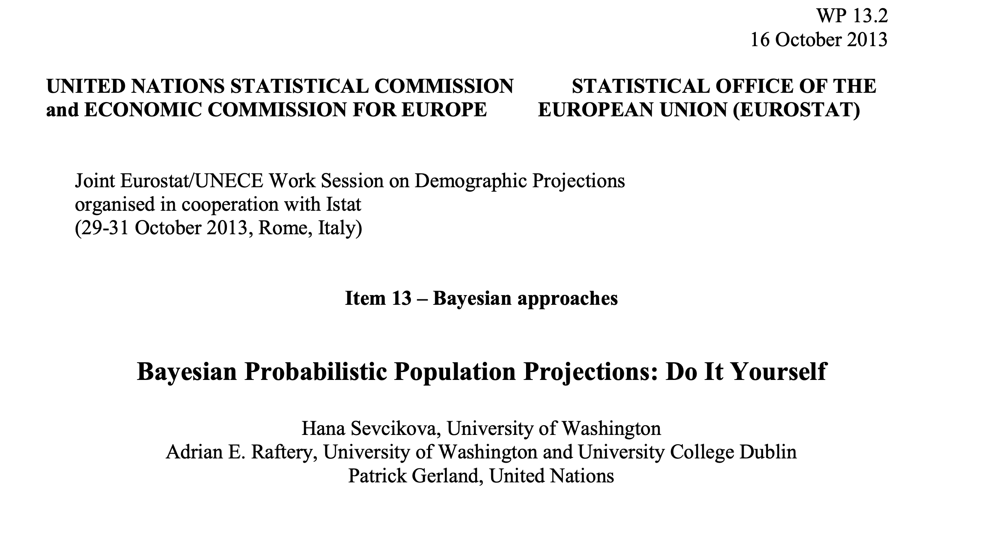 WP 13.2
16 October 2013
UNITED NATIONS STATISTICAL COMMISSION
and ECONOMIC COMMISSION FOR EUROPE
STATISTICAL OFFICE OF THE
EUROPEAN UNION (EUROSTAT)
Joint Eurostat/UNECE Work Session on Demographic Projections
organised in cooperation with Istat
(29-31 October 2013, Rome, Italy)
Item 13 – Bayesian approaches
Bayesian Probabilistic Population Projections: Do It Yourself
Hana Sevcikova, University of Washington
Adrian E. Raftery, University of Washington and University College Dublin
Patrick Gerland, United Nations